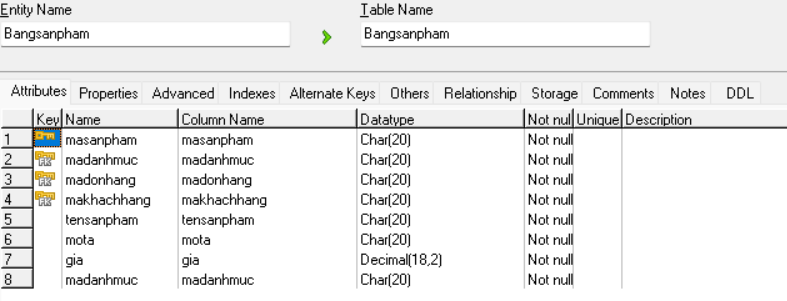 Entity Name Table Name
Bangsanpham Bangsanpham
Attributes Properties Advanced Indexes Alternate Keys Others Relationship Storage Comments Notes DDL
Key Name Column Name Datatype Not nul Unique Description
1 masanpham masanpham Char(20) Not null
2 madanhmuc madanhmuc Char(20) Not null
3 madonhang madonhang Char(20) Not null
4 makhachhang makhachhang Char(20) Not null
5 tensanpham tensanpham Char(20) Not null
6 mota mota Char(20) Not null
7 gia gia Decimal(18,2) Not null
8 madanhmuc madanhmuc Char(20) Not null